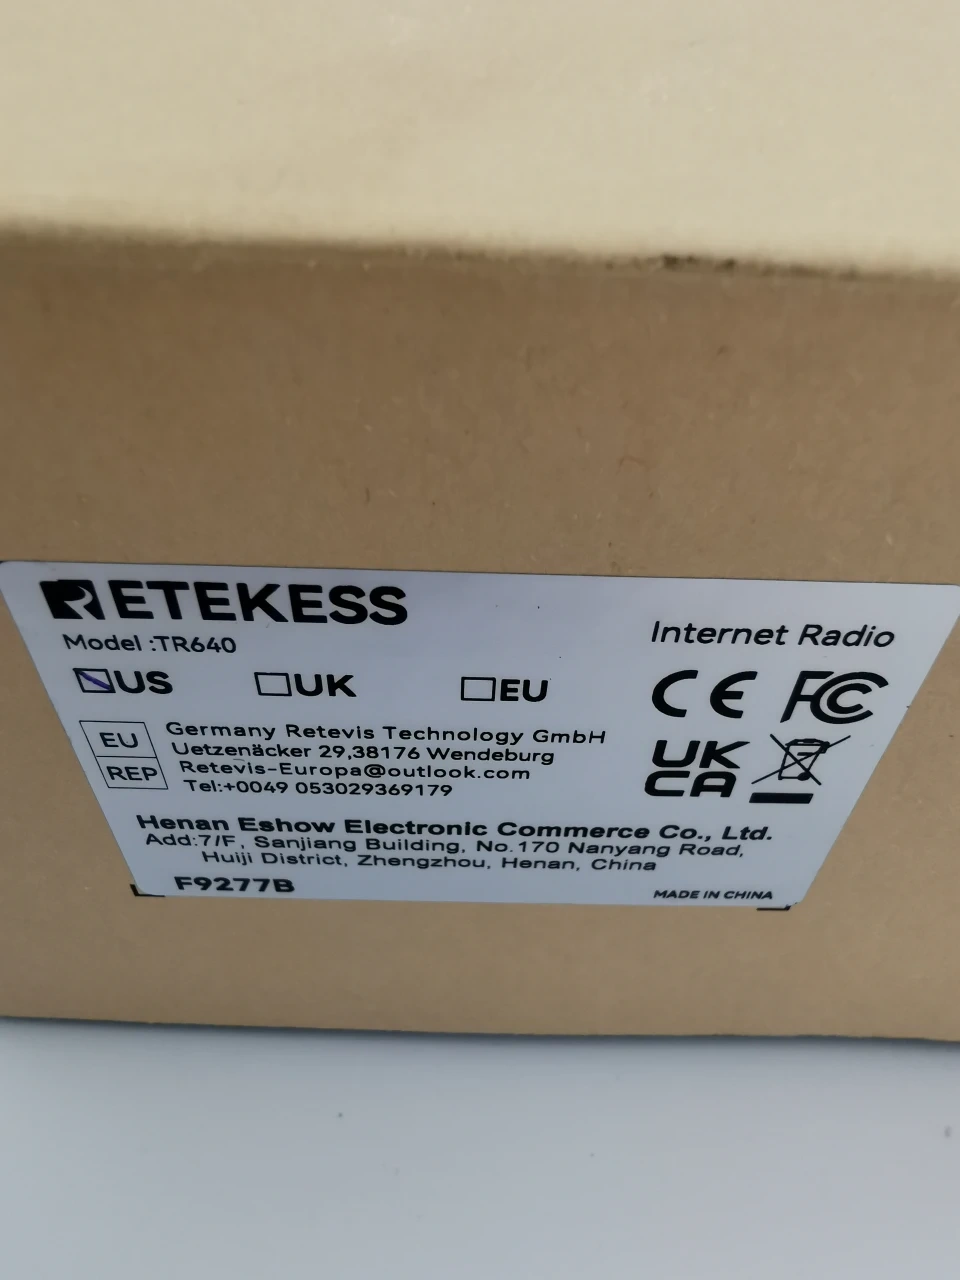 RETEKESS
Model :TR640
Internet Radio
US UK EU
CE FC
UK
CA
EU
REP
Germany Retevis Technology GmbH
Uetzenäcker 29,38176 Wendeburg
Retevis-Europa@outlook.com
Tel:+0049 053029369179
Henan Eshow Electronic Commerce Co., Ltd.
Add:7/F, Sanjiang Building, No.170 Nanyang Road,
Huiji District, Zhengzhou, Henan, China
F9277B
MADE IN CHINA